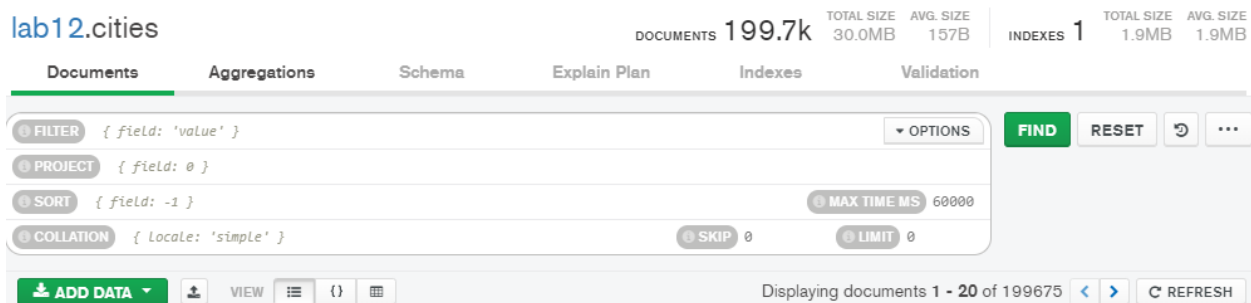 lab12.cities
DOCUMENTS 199.7k TOTAL SIZE 30.0MB AVG. SIZE 157B INDEXES 1 TOTAL SIZE 1.9MB AVG. SIZE 1.9MB
Documents Aggregations Schema Explain Plan Indexes Validation
FILTER { field: 'value' } OPTIONS FIND RESET ...
PROJECT { field: 0 }
SORT { field: -1 } MAX TIME MS 60000
COLLATION { locale: 'simple' } SKIP 0 LIMIT 0
ADD DATA VIEW {} Displaying documents 1 - 20 of 199675 < > REFRESH